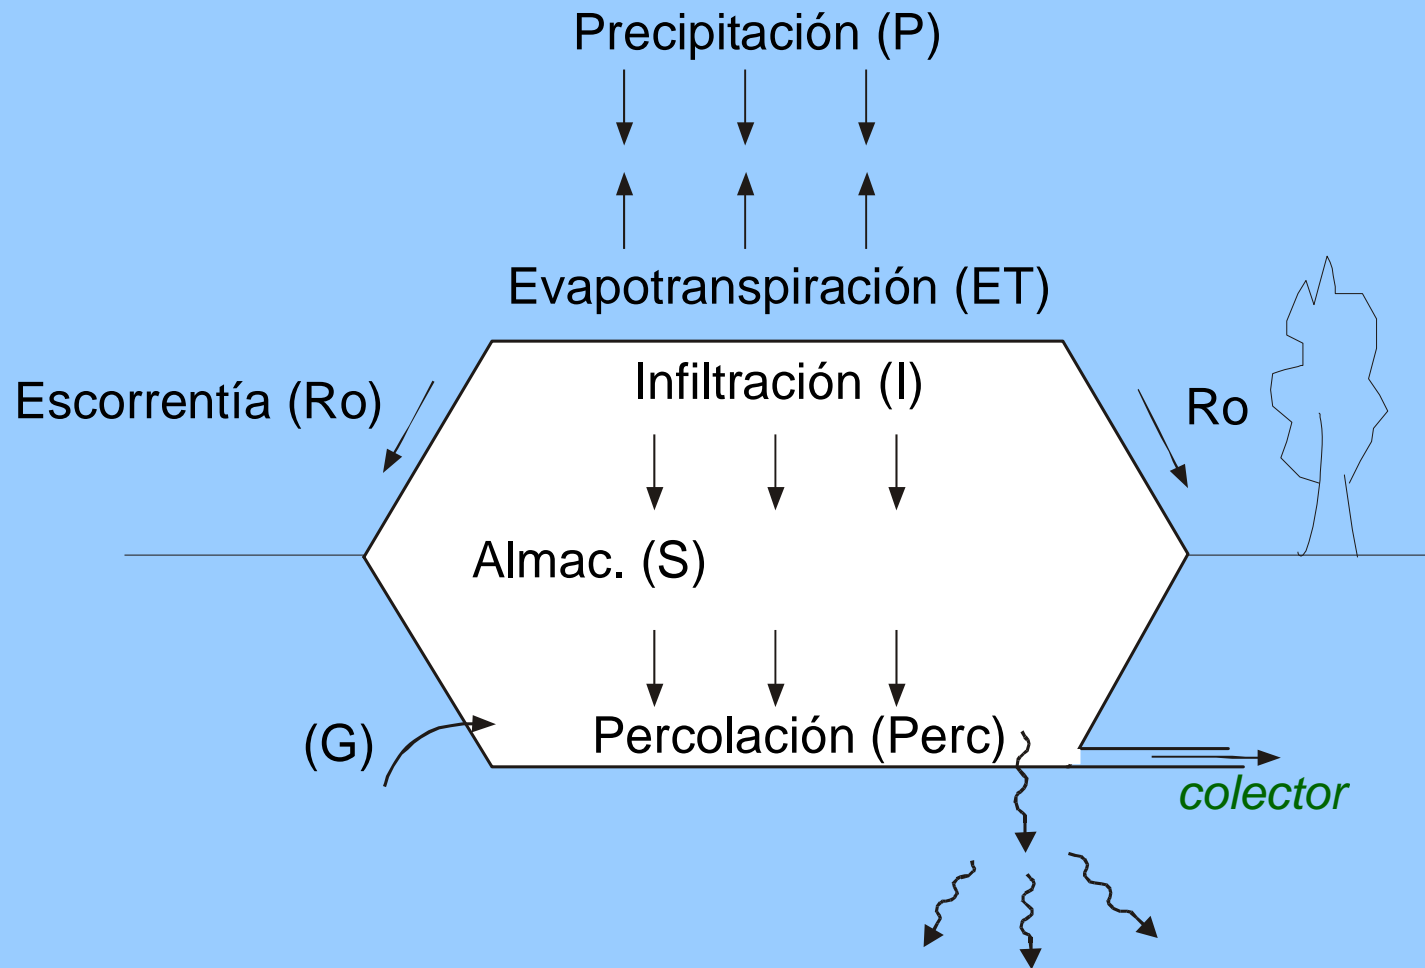 Precipitación (P)
Evapotranspiración (ET)
Infiltración (I)
Escorrentía (Ro)
Ro
Almac. (S)
(G)
Percolación (Perc)
colector